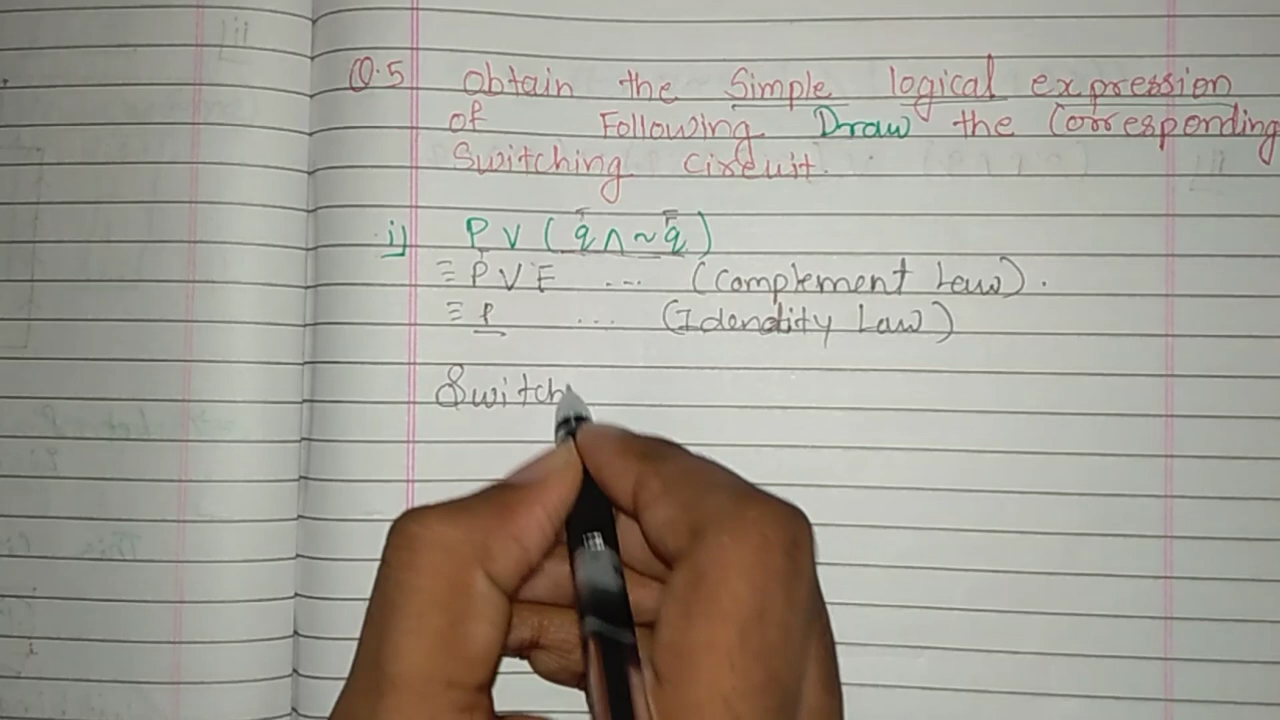 Q.5 Obtain the Simple logical expression
of Following Draw the Corresponding
Switching circuit.
i) P V ( q ∧ ~ q )
T F
≡ P V F ... (Complement Law).
≡ P ... (Idendity Law)
Switch